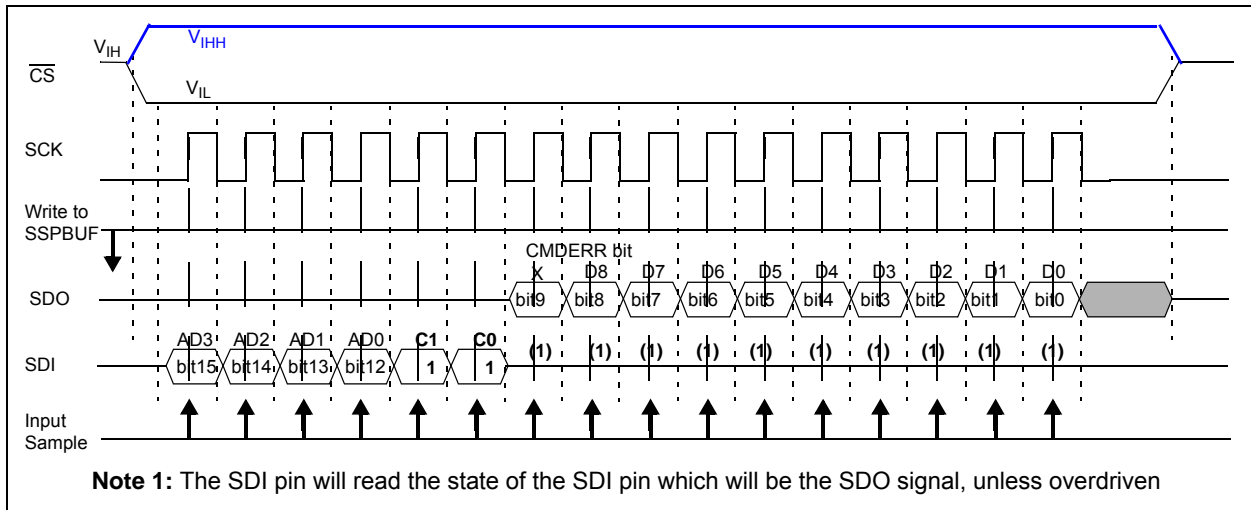 VIHH
VIH
CS
VIL
SCK
Write to
SSPBUF
CMDERR bit
X D8 D7 D6 D5 D4 D3 D2 D1 D0
SDO bit9 bit8 bit7 bit6 bit5 bit4 bit3 bit2 bit1 bit0
AD3 AD2 AD1 AD0 C1 C0 (1) (1) (1) (1) (1) (1) (1) (1) (1) (1)
SDI bit15 bit14 bit13 bit12 1 1
Input
Sample
Note 1: The SDI pin will read the state of the SDI pin which will be the SDO signal, unless overdriven